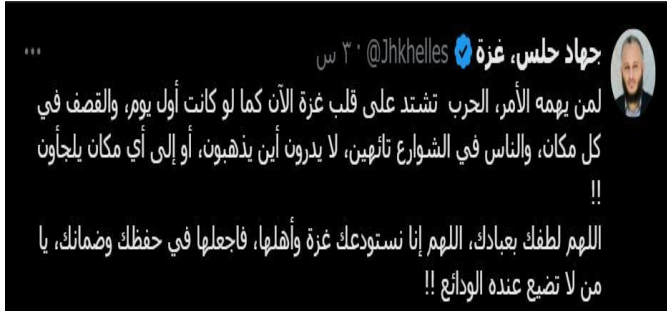 جهاد حلس، غزة @Jhkhelles · ٣ س
لمن يهمه الأمر، الحرب تشتد على قلب غزة الآن كما لو كانت أول يوم، والقصف في
كل مكان، والناس في الشوارع تائهين، لا يدرون أين يذهبون، أو إلى أي مكان يلجأون
!!
اللهم لطفك بعبادك، اللهم إنا نستودعك غزة وأهلها، فاجعلها في حفظك وضمانك، يا
من لا تضيع عنده الودائع !!